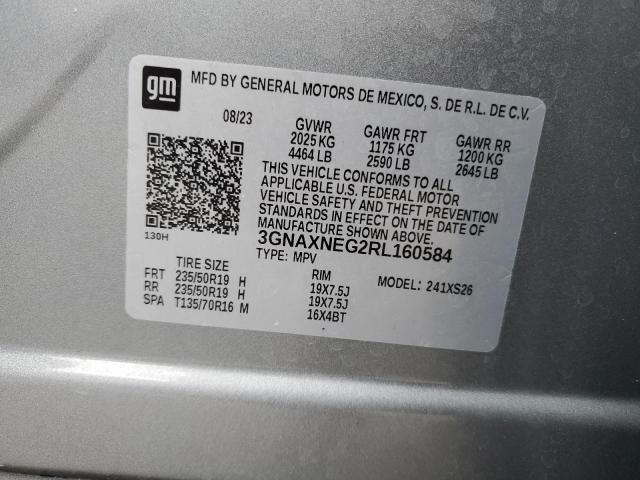 gm
MFD BY GENERAL MOTORS DE MEXICO, S. DE R.L. DE C.V.
08/23 GVWR GAWR FRT GAWR RR
2025 KG 1175 KG 1200 KG
4464 LB 2590 LB 2645 LB
THIS VEHICLE CONFORMS TO ALL
APPLICABLE U.S. FEDERAL MOTOR
VEHICLE SAFETY AND THEFT PREVENTION
STANDARDS IN EFFECT ON THE DATE OF
MANUFACTURE SHOWN ABOVE.
130H
3GNAXNEG2RL160584
TYPE: MPV
TIRE SIZE RIM MODEL: 241XS26
FRT 235/50R19 H 19X7.5J
RR 235/50R19 H 19X7.5J
SPA T135/70R16 M 16X4BT